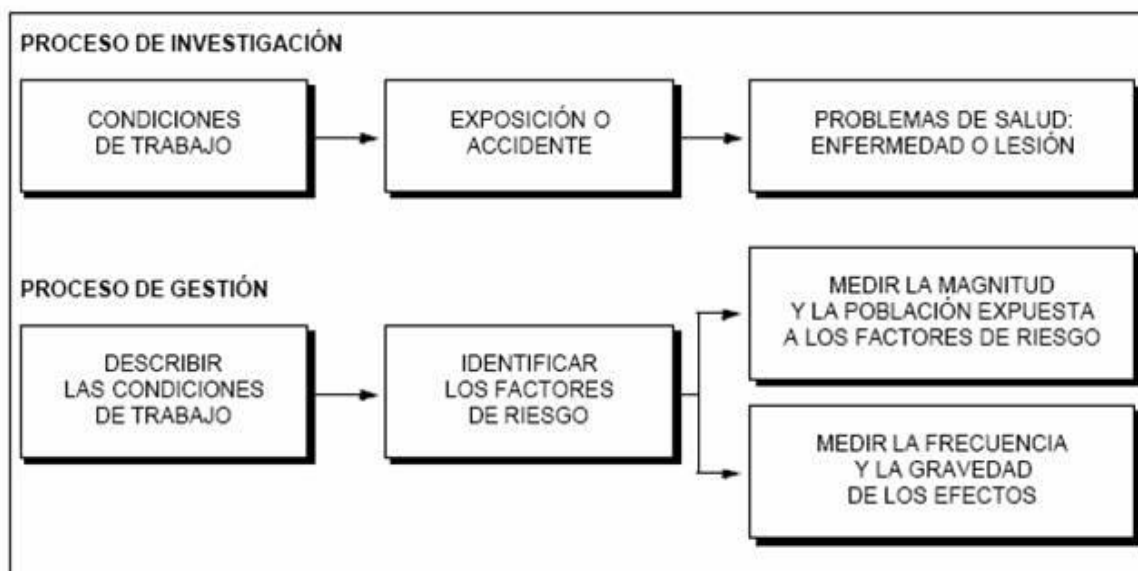 PROCESO DE INVESTIGACIÓN
CONDICIONES
DE TRABAJO
EXPOSICIÓN O
ACCIDENTE
PROBLEMAS DE SALUD:
ENFERMEDAD O LESIÓN
PROCESO DE GESTIÓN
DESCRIBIR
LAS CONDICIONES
DE TRABAJO
IDENTIFICAR
LOS FACTORES
DE RIESGO
MEDIR LA MAGNITUD
Y LA POBLACIÓN EXPUESTA
A LOS FACTORES DE RIESGO
MEDIR LA FRECUENCIA
Y LA GRAVEDAD
DE LOS EFECTOS